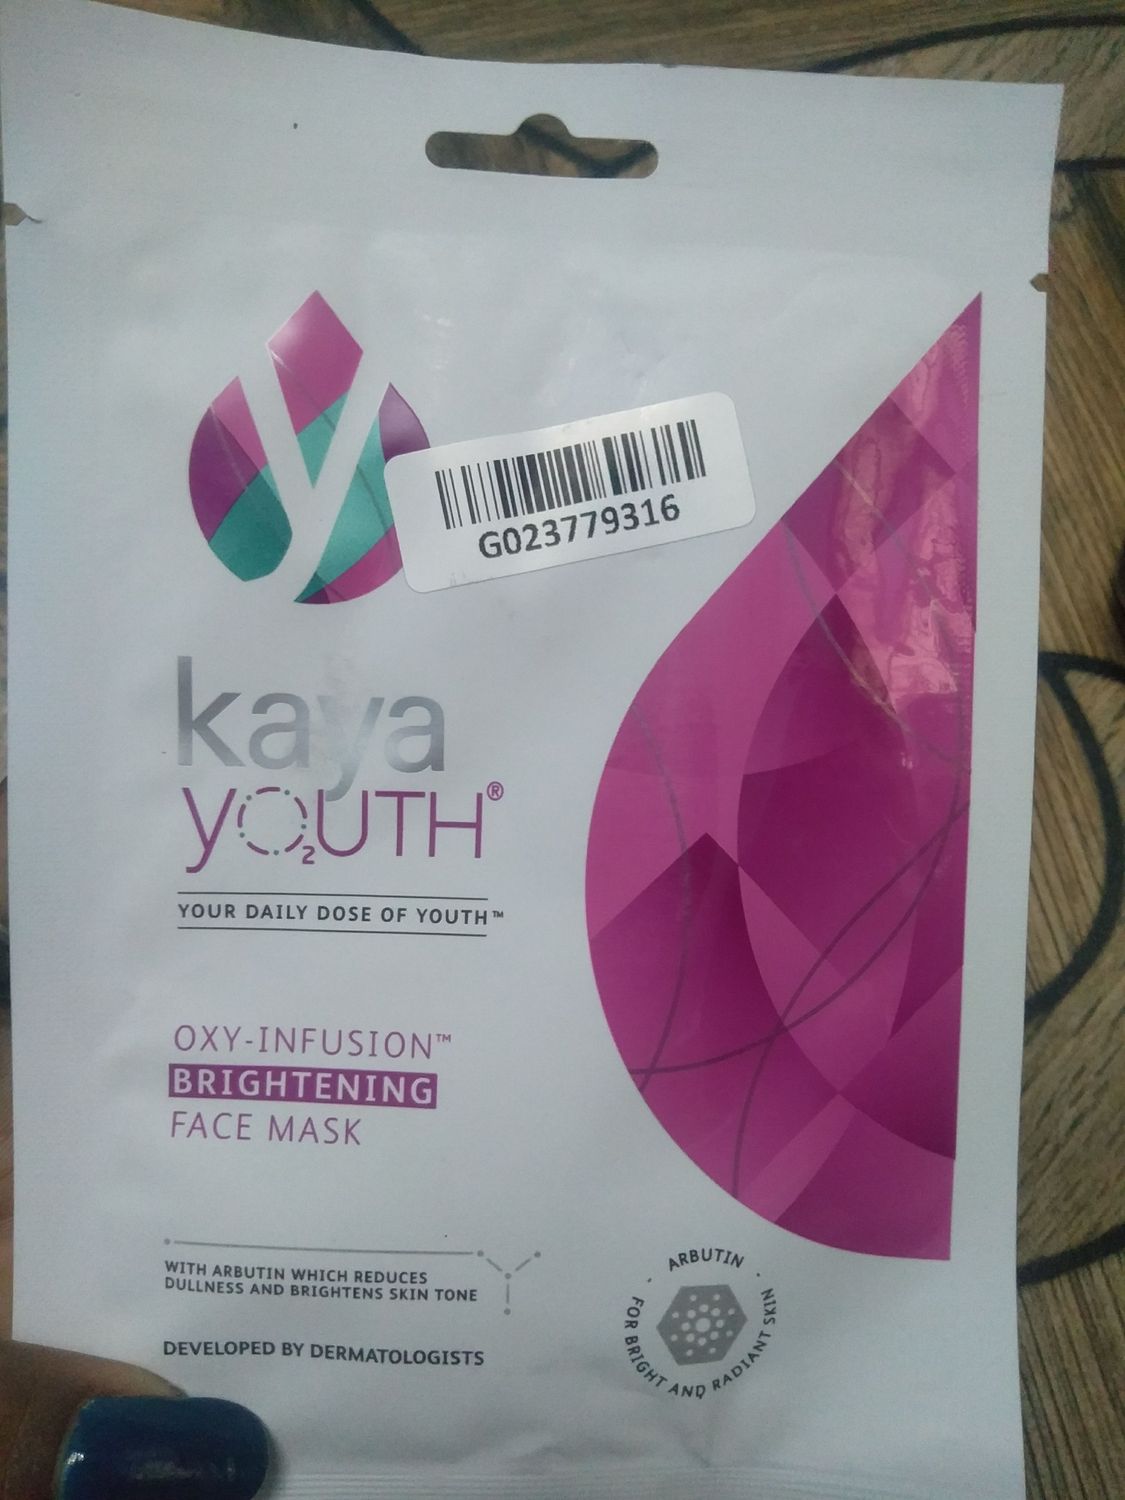 G023779316
kaya
YO₂UTH®
YOUR DAILY DOSE OF YOUTH™
OXY-INFUSION™
BRIGHTENING
FACE MASK
WITH ARBUTIN WHICH REDUCES
DULLNESS AND BRIGHTENS SKIN TONE
DEVELOPED BY DERMATOLOGISTS
· ARBUTIN ·
FOR BRIGHT AND RADIANT SKIN